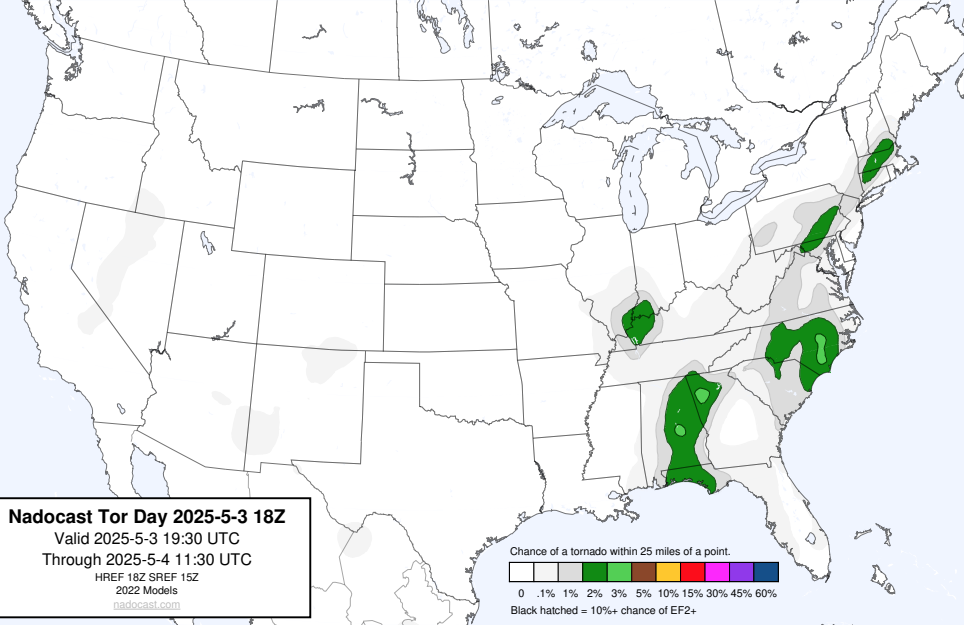 Nadocast Tor Day 2025-5-3 18Z
Valid 2025-5-3 19:30 UTC
Through 2025-5-4 11:30 UTC
HREF 18Z SREF 15Z
2022 Models
nadocast.com
Chance of a tornado within 25 miles of a point.
0 .1% 1% 2% 3% 5% 10% 15% 30% 45% 60%
Black hatched = 10%+ chance of EF2+